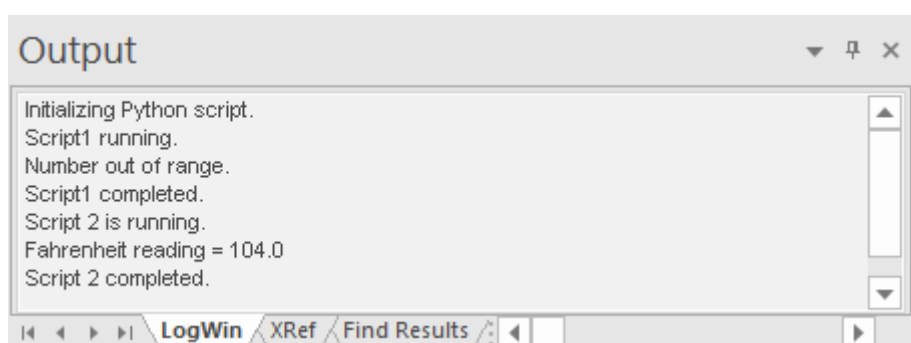 Output
Initializing Python script.
Script1 running.
Number out of range.
Script1 completed.
Script 2 is running.
Fahrenheit reading = 104.0
Script 2 completed.
LogWin XRef Find Results